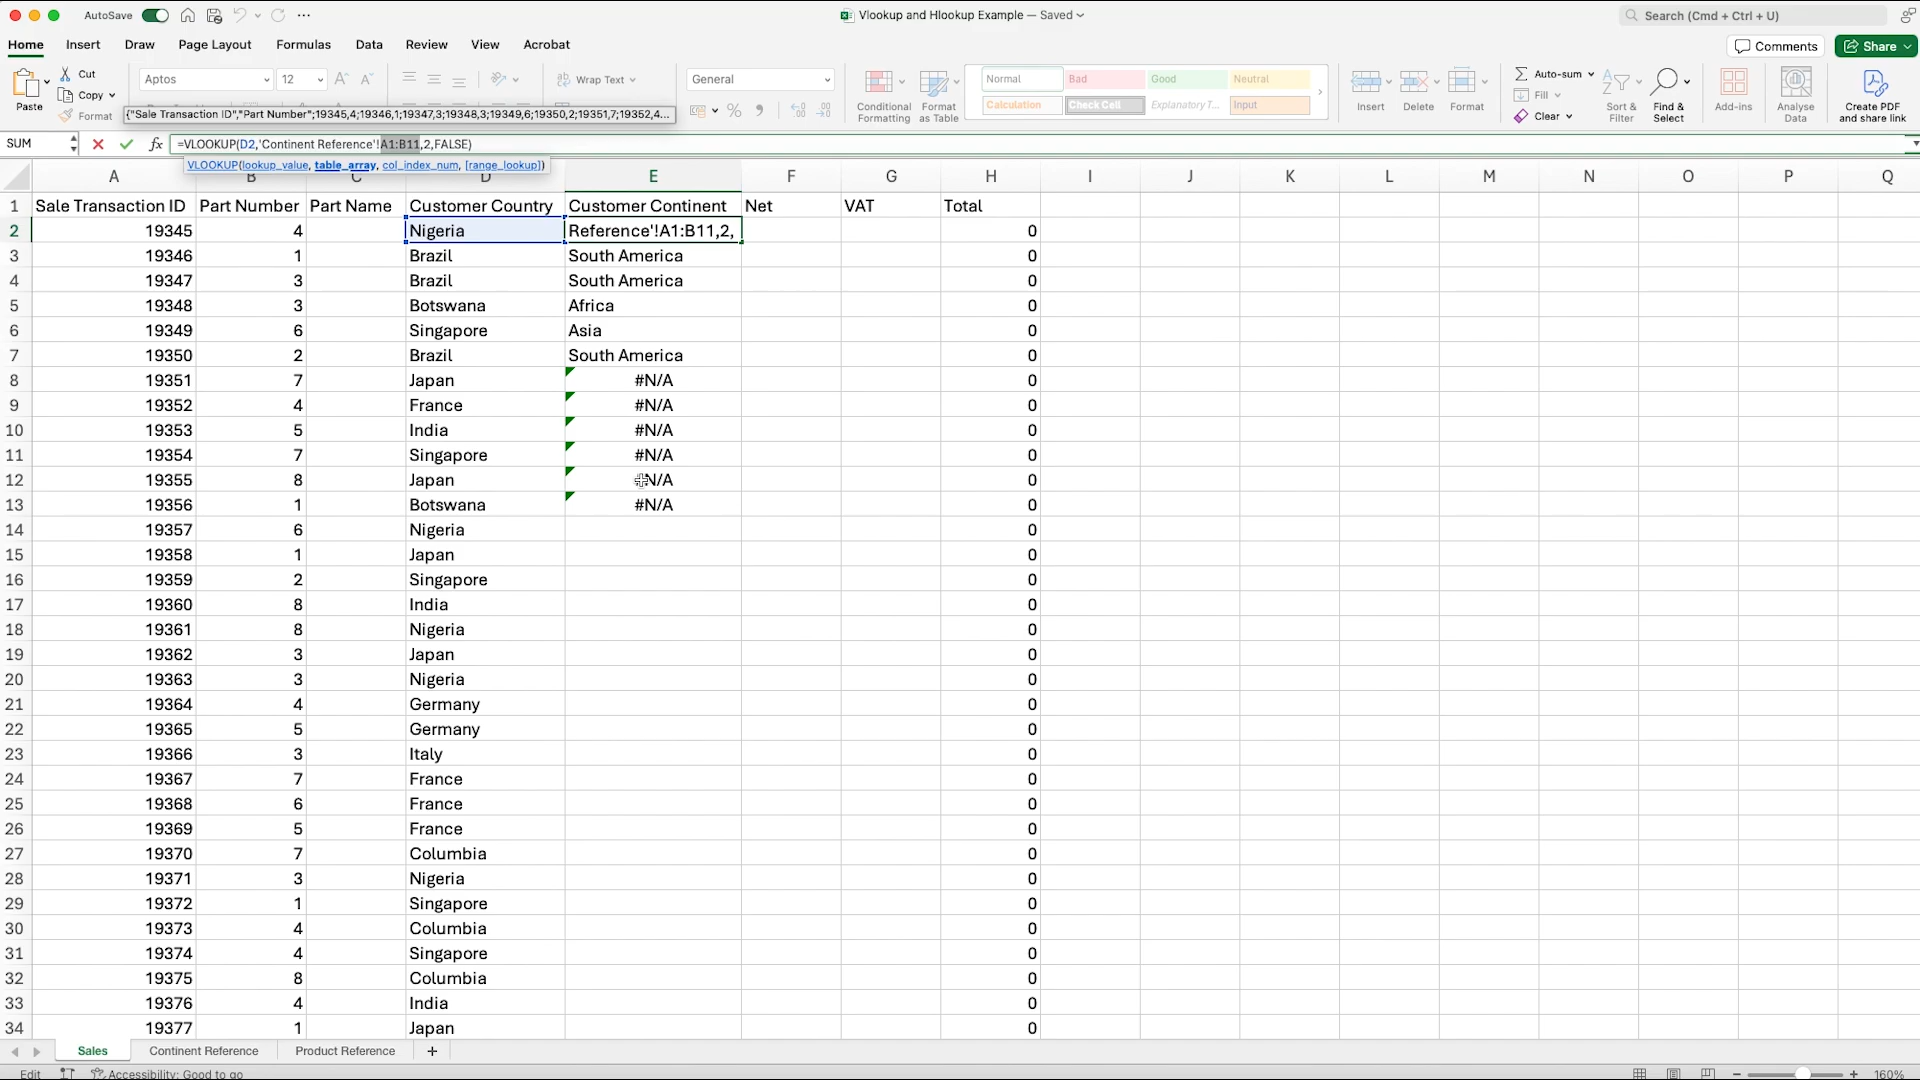 AutoSave
Vlookup and Hlookup Example — Saved
Search (Cmd + Ctrl + U)
Home Insert Draw Page Layout Formulas Data Review View Acrobat
Comments Share
Paste Cut Copy Format
Aptos 12
Wrap Text
General
Conditional Formatting
Format as Table
Normal Bad Good Neutral
Calculation Check Cell Explanatory T... Input
Insert Delete Format
Auto-sum Fill Clear
Sort & Filter
Find & Select
Add-ins
Analyse Data
Create PDF and share link
{"Sale Transaction ID","Part Number";19345,4;19346,1;19347,3;19348,3;19349,6;19350,2;19351,7;19352,4...
SUM fx =VLOOKUP(D2,'Continent Reference'!A1:B11,2,FALSE)
VLOOKUP(lookup_value, table_array, col_index_num, [range_lookup])
A B C D E F G H I J K L M N O P Q
1 Sale Transaction ID Part Number Part Name Customer Country Customer Continent Net VAT Total
2 19345 4 Nigeria Reference'!A1:B11,2, 0
3 19346 1 Brazil South America 0
4 19347 3 Brazil South America 0
5 19348 3 Botswana Africa 0
6 19349 6 Singapore Asia 0
7 19350 2 Brazil South America 0
8 19351 7 Japan #N/A 0
9 19352 4 France #N/A 0
10 19353 5 India #N/A 0
11 19354 7 Singapore #N/A 0
12 19355 8 Japan #N/A 0
13 19356 1 Botswana #N/A 0
14 19357 6 Nigeria 0
15 19358 1 Japan 0
16 19359 2 Singapore 0
17 19360 8 India 0
18 19361 8 Nigeria 0
19 19362 3 Japan 0
20 19363 3 Nigeria 0
21 19364 4 Germany 0
22 19365 5 Germany 0
23 19366 3 Italy 0
24 19367 7 France 0
25 19368 6 France 0
26 19369 5 France 0
27 19370 7 Columbia 0
28 19371 3 Nigeria 0
29 19372 1 Singapore 0
30 19373 4 Columbia 0
31 19374 4 Singapore 0
32 19375 8 Columbia 0
33 19376 4 India 0
34 19377 1 Japan 0
Sales Continent Reference Product Reference +
Edit Accessibility: Good to go 160%